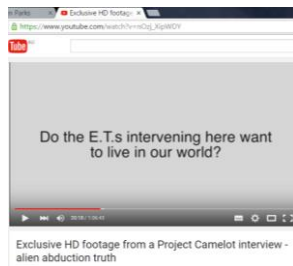 n Parks
Exclusive HD footag
https://www.youtube.com/watch?v=
Tube
Do the E.T.s intervening here want
to live in our world?
Exclusive HD footage from a Project Camelot interview -
alien abduction truth